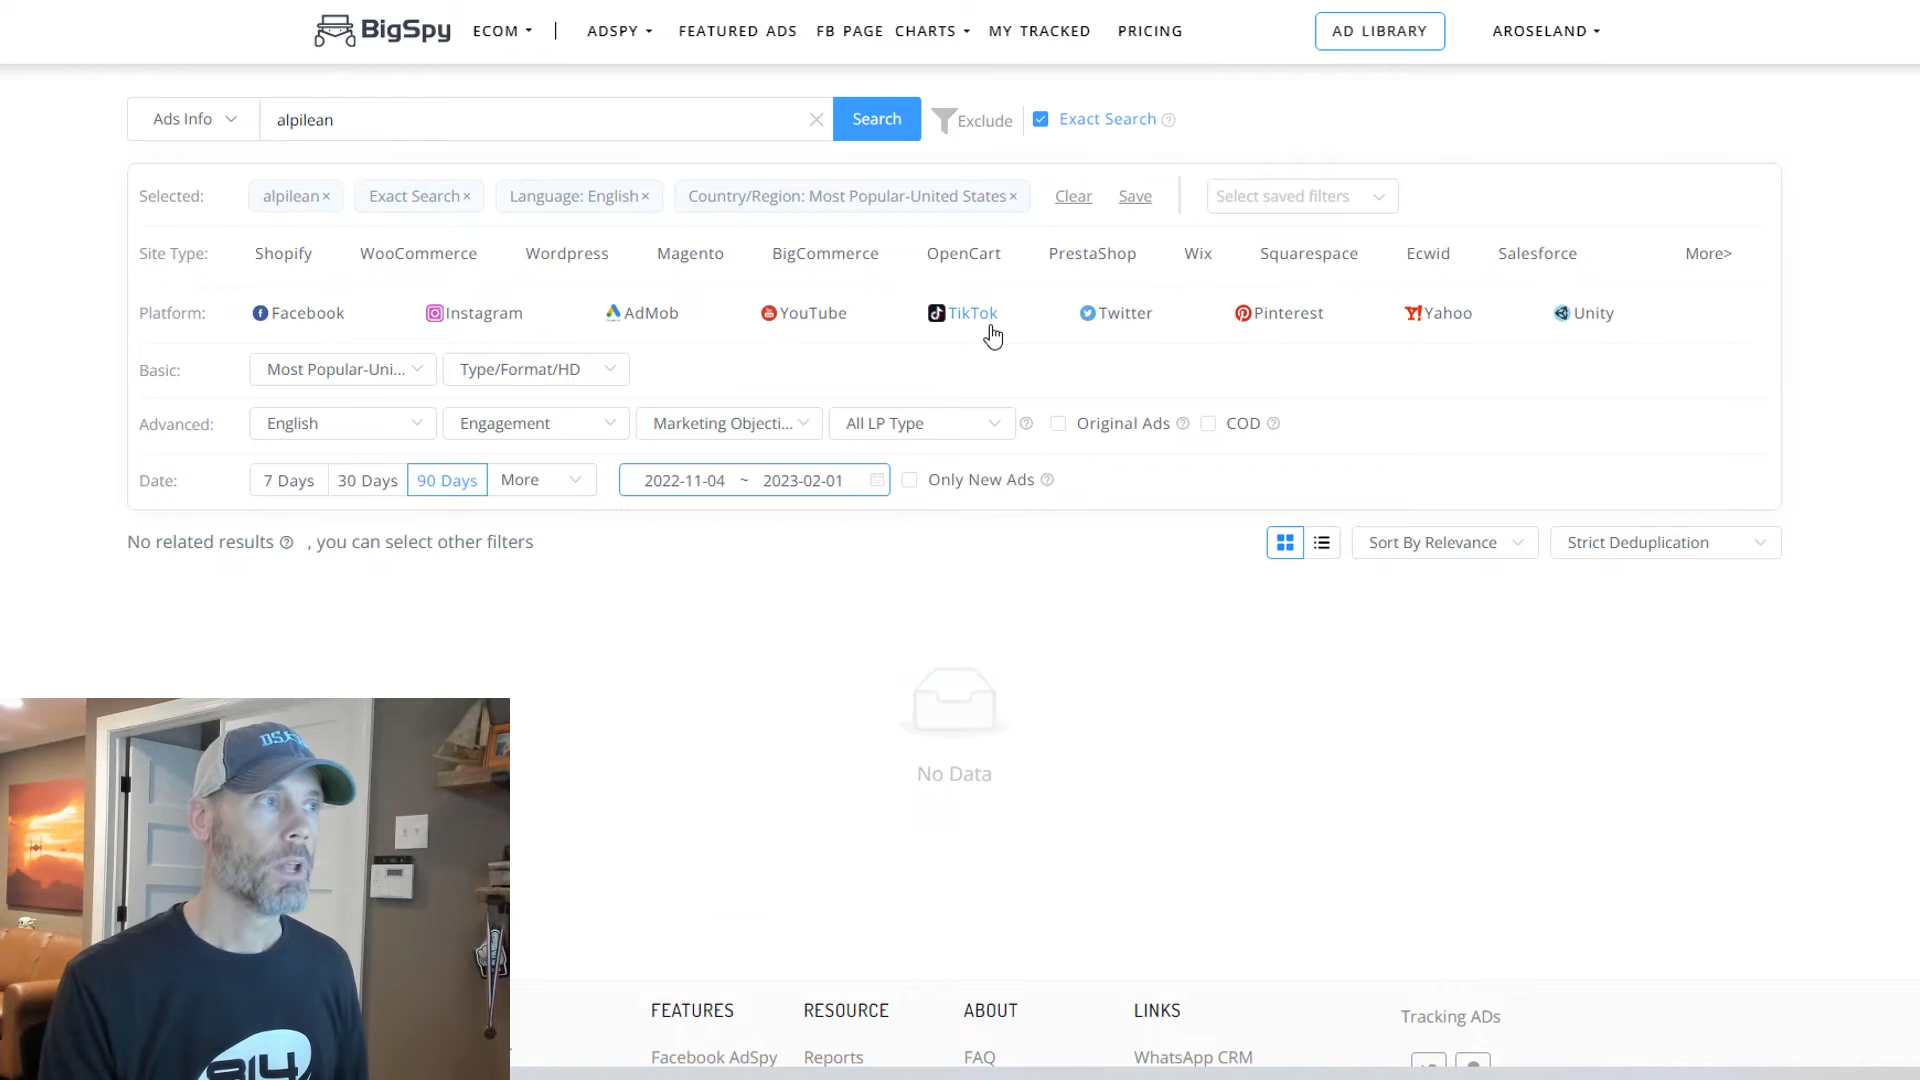 BigSpy ECOM ADSPY FEATURED ADS FB PAGE CHARTS MY TRACKED PRICING AD LIBRARY AROSELAND
Ads Info alpilean Search Exclude Exact Search
Selected: alpilean× Exact Search× Language: English× Country/Region: Most Popular-United States× Clear Save Select saved filters
Site Type: Shopify WooCommerce Wordpress Magento BigCommerce OpenCart PrestaShop Wix Squarespace Ecwid Salesforce More>
Platform: Facebook Instagram AdMob YouTube TikTok Twitter Pinterest Yahoo Unity
Basic: Most Popular-Uni... Type/Format/HD
Advanced: English Engagement Marketing Objecti... All LP Type Original Ads COD
Date: 7 Days 30 Days 90 Days More 2022-11-04 ~ 2023-02-01 Only New Ads
No related results , you can select other filters Sort By Relevance Strict Deduplication
No Data
814
FEATURES RESOURCE ABOUT LINKS Tracking ADs
Facebook AdSpy Reports FAQ WhatsApp CRM